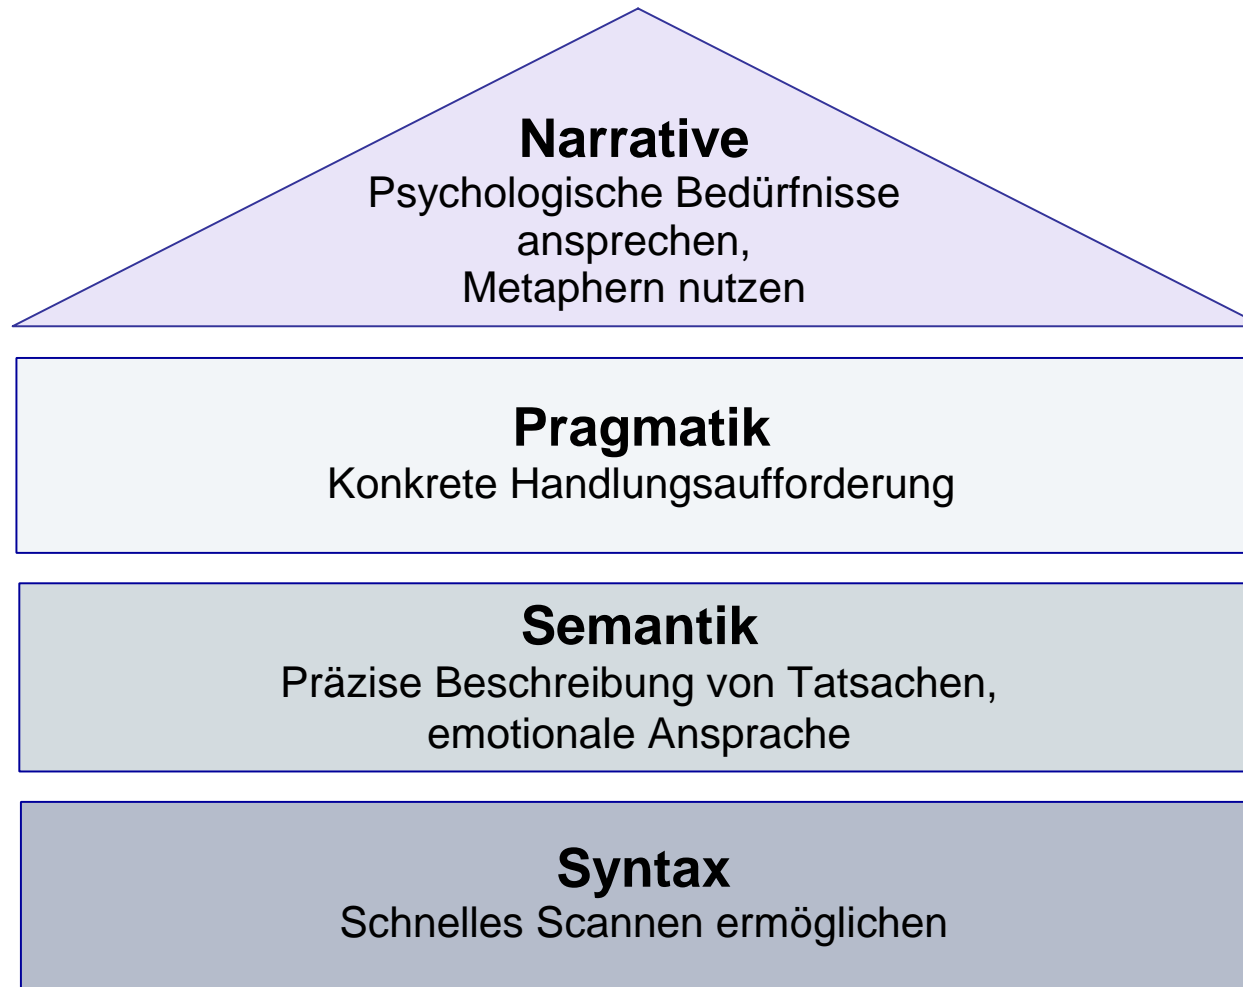 Narrative
Psychologische Bedürfnisse
ansprechen,
Metaphern nutzen
Pragmatik
Konkrete Handlungsaufforderung
Semantik
Präzise Beschreibung von Tatsachen,
emotionale Ansprache
Syntax
Schnelles Scannen ermöglichen